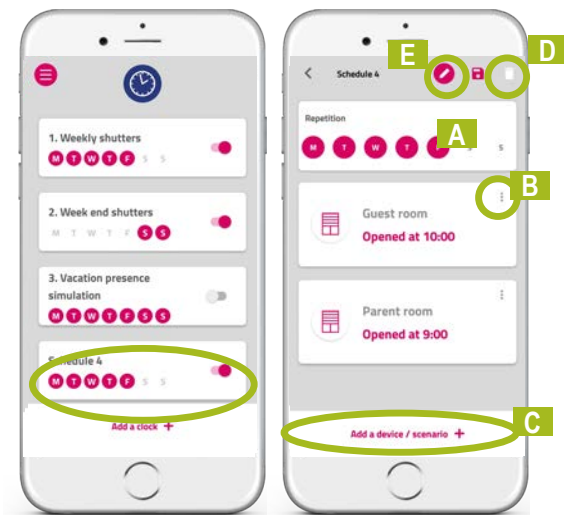 1. Weekly shutters
M T W T F S S
2. Week end shutters
M T W T F S S
3. Vacation presence
simulation
M T W T F S S
Schedule 4
M T W T F S S
Add a clock +
E
D
Schedule 4
Repetition
A
M T W T S S
B
Guest room
Opened at 10:00
Parent room
Opened at 9:00
C
Add a device / scenario +